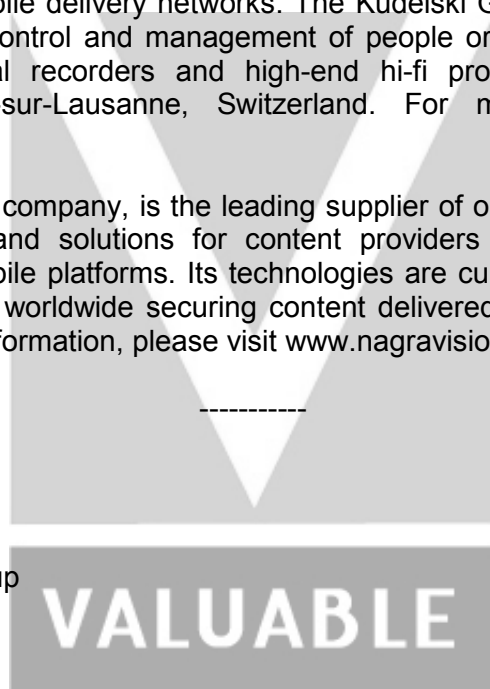 bile delivery networks. The Kudelski G
control and management of people or
al recorders and high-end hi-fi pro
-sur-Lausanne, Switzerland. For m
company, is the leading supplier of o
and solutions for content providers
bile platforms. Its technologies are cu
worldwide securing content delivered
formation, please visit www.nagravisio
-----------
up
VALUABLE